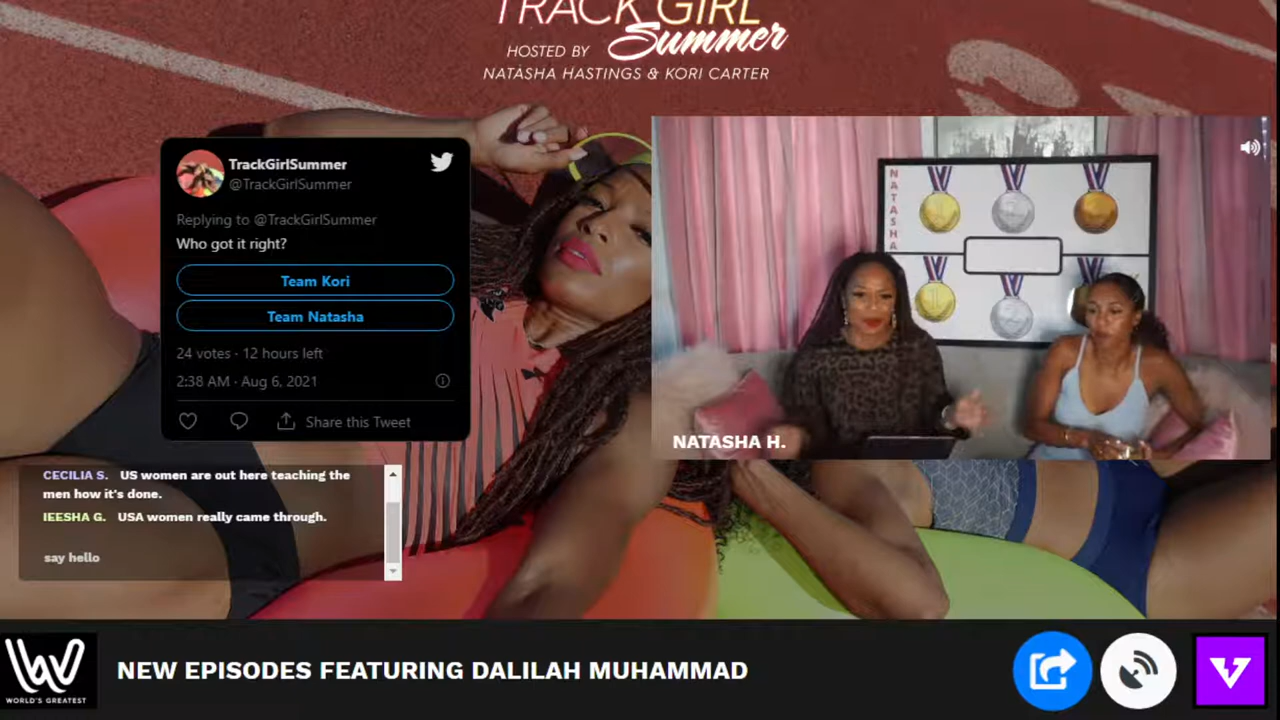 TRACK GIRL
Summer
HOSTED BY
NATASHA HASTINGS & KORI CARTER
TrackGirlSummer
@TrackGirlSummer
Replying to @TrackGirlSummer
Who got it right?
Team Kori
Team Natasha
24 votes · 12 hours left
2:38 AM · Aug 6, 2021
Share this Tweet
NATASHA
NATASHA H.
CECILIA S. US women are out here teaching the
men how it's done.
IEESHA G. USA women really came through.
say hello
W
WORLD'S GREATEST
NEW EPISODES FEATURING DALILAH MUHAMMAD
V